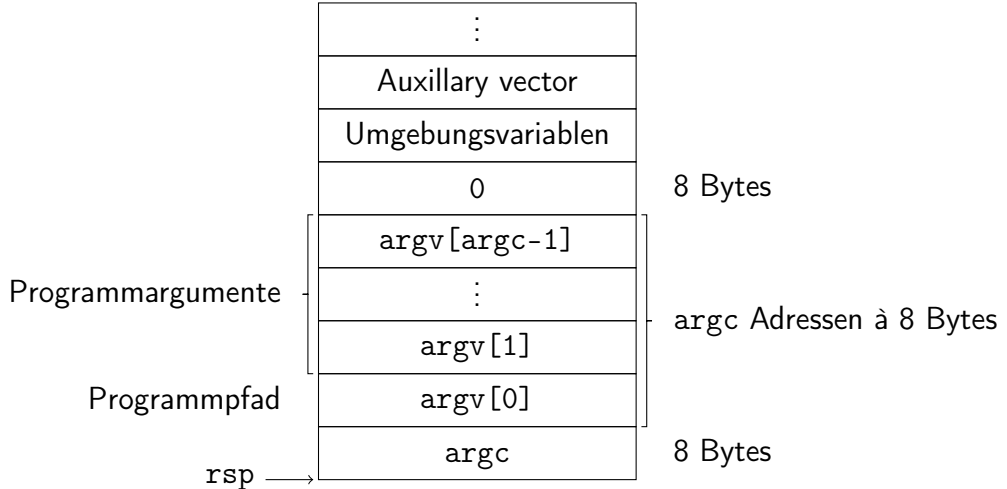 ⋮
Auxillary vector
Umgebungsvariablen
0 8 Bytes
argv[argc-1]
Programmargumente ⋮ argc Adressen à 8 Bytes
argv[1]
Programmpfad argv[0]
argc 8 Bytes
rsp